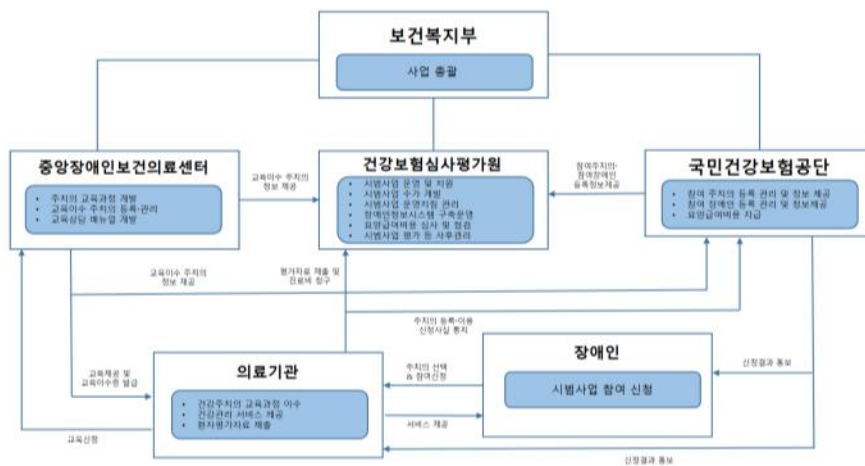 보건복지부
사업 총괄
중앙장애인보건의료센터
• 주치의 교육과정 개발
• 교육이수 주치의 등록·관리
• 교육상담 매뉴얼 개발
교육이수 주치의
정보 제공
건강보험심사평가원
• 시범사업 운영 및 지원
• 시범사업 수가 개발
• 시범사업 운영지침 관리
• 장애인정보시스템 구축운영
• 요양급여비용 심사 및 점검
• 시범사업 평가 등 사후관리
참여주치의·
참여장애인
등록정보제공
국민건강보험공단
• 참여 주치의 등록 관리 및 정보 제공
• 참여 장애인 등록 관리 및 정보제공
• 요양급여비용 지급
교육이수 주치의
정보 제공
평가자료 제출 및
진료비 청구
주치의 등록·이용
신청사실 통지
교육제공 및
교육이수증 발급
의료기관
• 건강주치의 교육과정 이수
• 건강관리 서비스 제공
• 환자평가자료 제출
주치의 선택
& 참여신청
서비스 제공
장애인
시범사업 참여 신청
신청결과 통보
교육신청
신청결과 통보